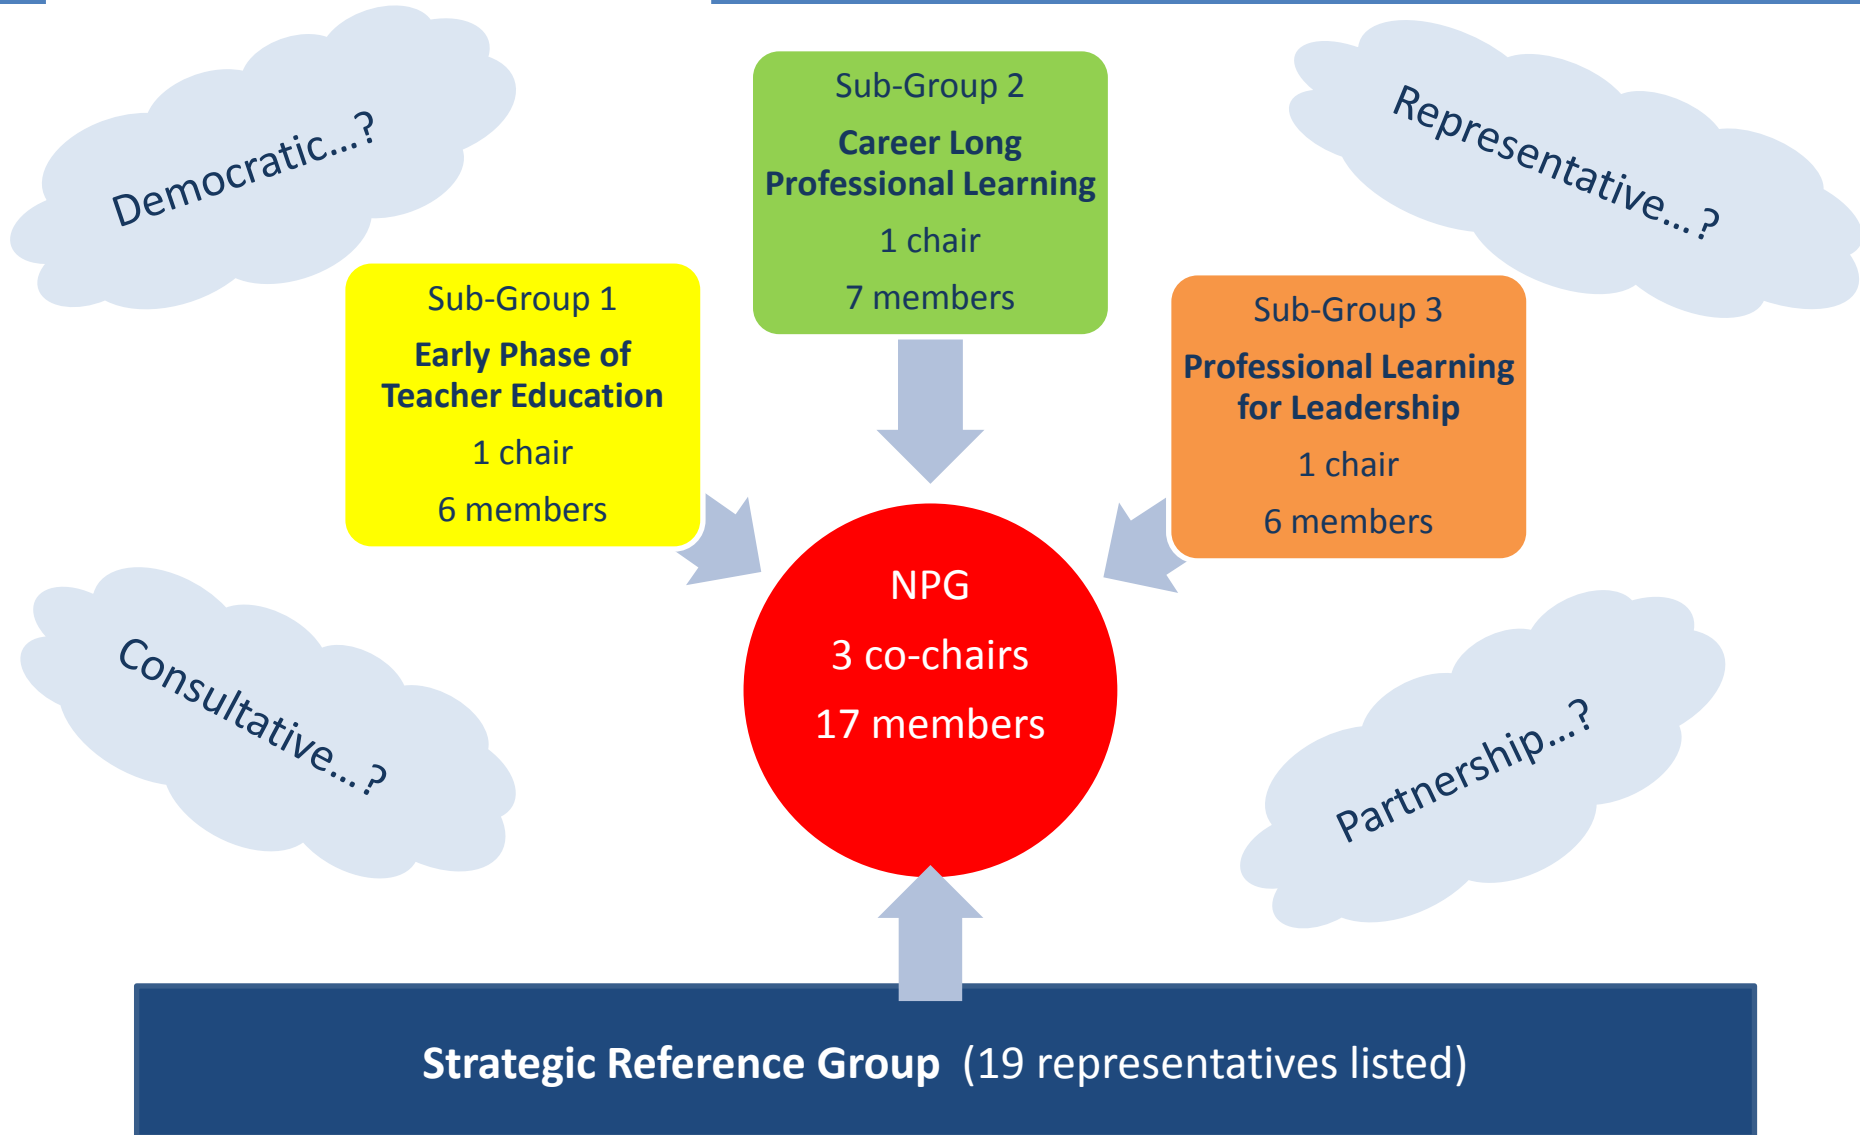 Democratic...?
Sub-Group 2
Career Long
Professional Learning
1 chair
7 members
Representative... ?
Sub-Group 1
Early Phase of
Teacher Education
1 chair
6 members
Sub-Group 3
Professional Learning
for Leadership
1 chair
6 members
NPG
3 co-chairs
17 members
Consultative... ?
Partnership...?
Strategic Reference Group (19 representatives listed)